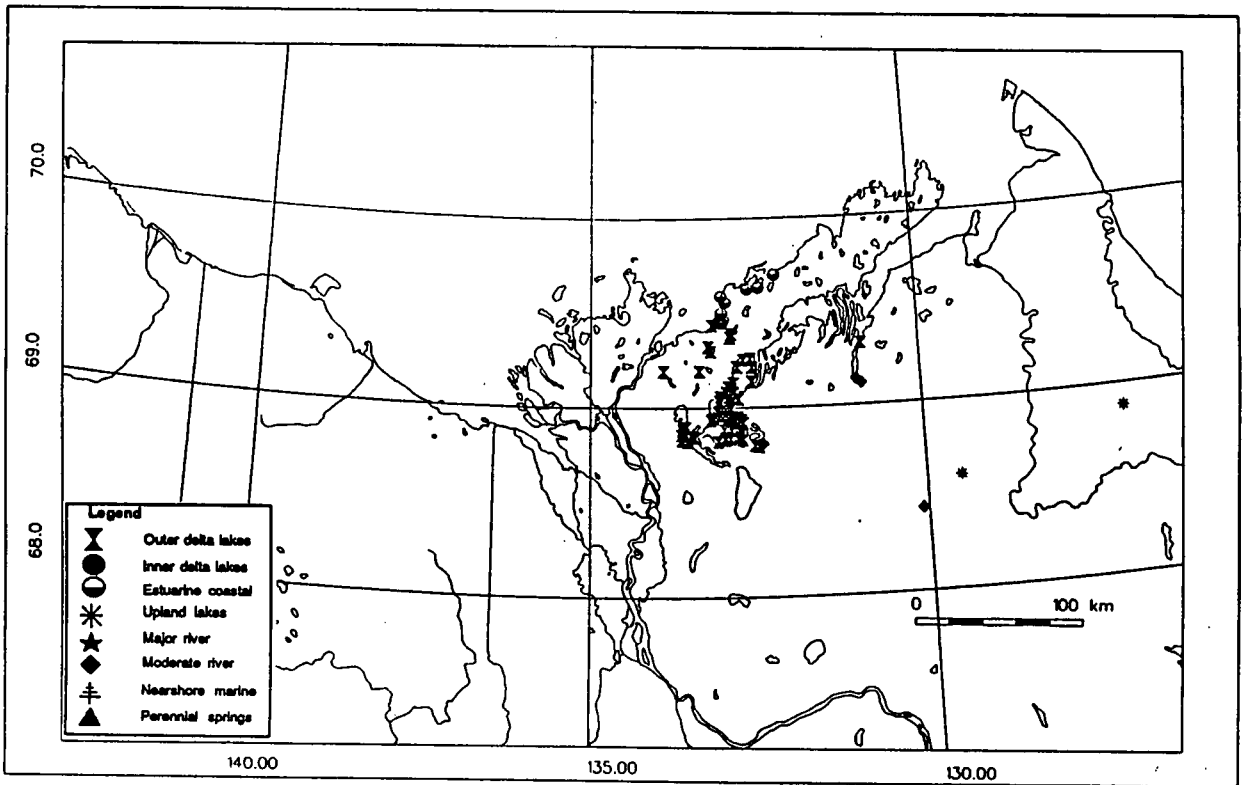 70.0
69.0
68.0
Legend
Outer delta lakes
Inner delta lakes
Estuarine coastal
Upland lakes
Major river
Moderate river
Nearshore marine
Perennial springs
0 100 km
140.00 135.00 130.00